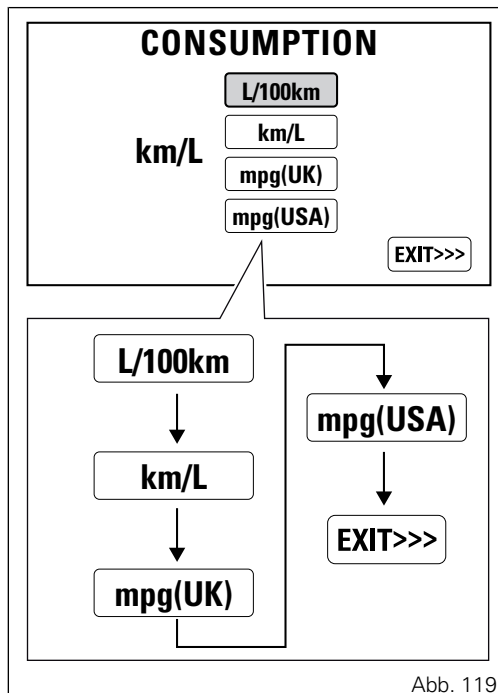 CONSUMPTION
L/100km
km/L
km/L
mpg(UK)
mpg(USA)
EXIT>>>
L/100km
km/L
mpg(UK)
mpg(USA)
EXIT>>>
Abb. 119